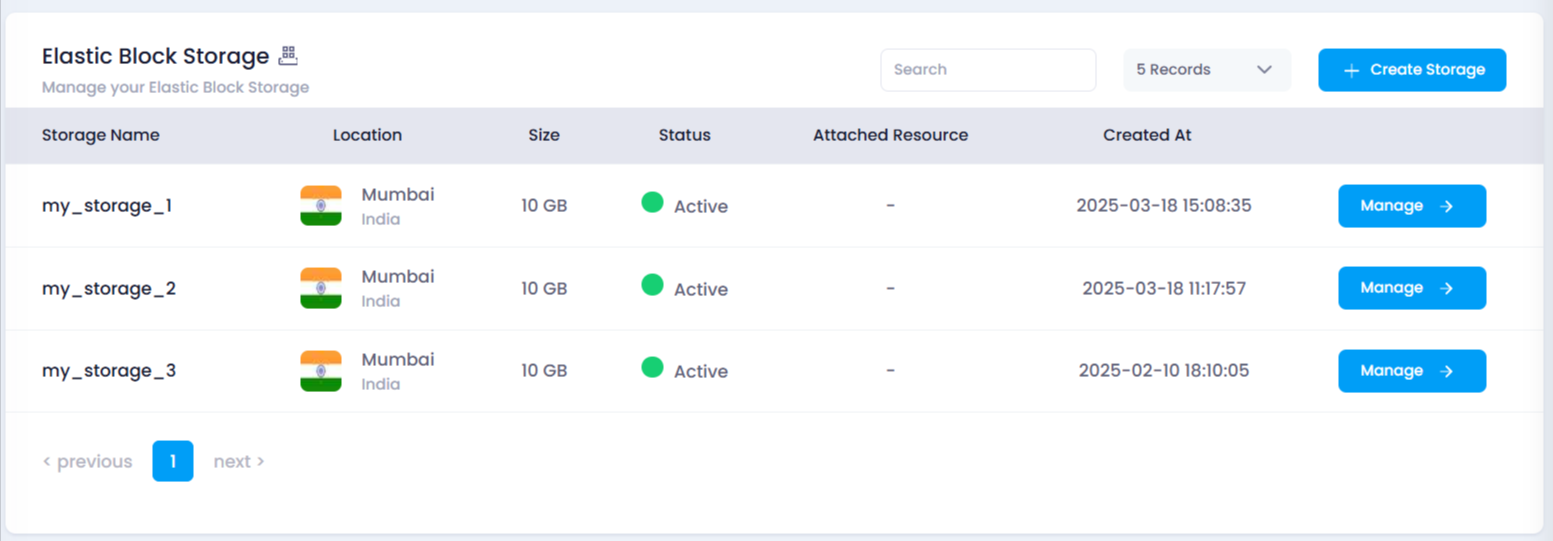 Elastic Block Storage
Manage your Elastic Block Storage
Search
5 Records
+ Create Storage
Storage Name Location Size Status Attached Resource Created At
my_storage_1 Mumbai India 10 GB Active - 2025-03-18 15:08:35 Manage →
my_storage_2 Mumbai India 10 GB Active - 2025-03-18 11:17:57 Manage →
my_storage_3 Mumbai India 10 GB Active - 2025-02-10 18:10:05 Manage →
< previous 1 next >